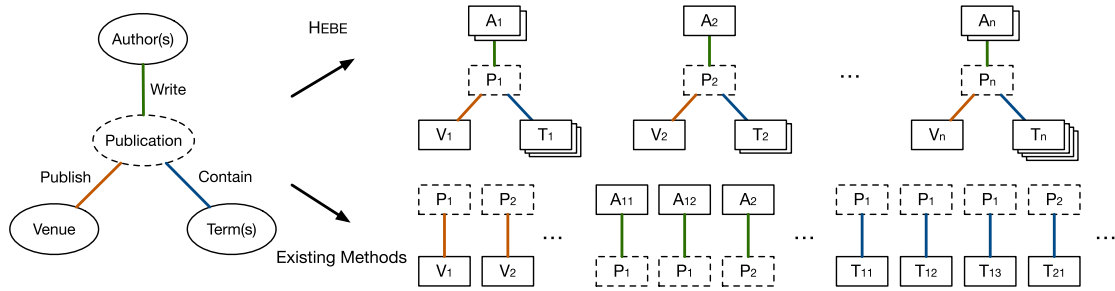 Author(s)
Write
Publication
Publish
Contain
Venue
Term(s)
HEBE
Existing Methods
A1
P1
V1
T1
A2
P2
V2
T2
...
An
Pn
Vn
Tn
P1 P2
...
V1 V2
A11 A12 A2
...
P1 P1 P2
P1 P1 P1 P2
...
T11 T12 T13 T21